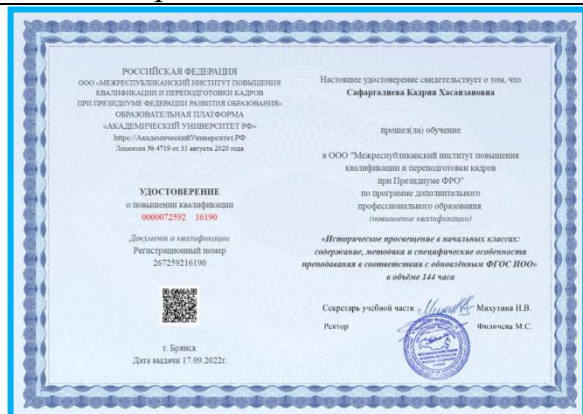 РОССИЙСКАЯ ФЕДЕРАЦИЯ
ООО «МЕЖРЕСПУБЛИКАНСКИЙ ИНСТИТУТ ПОВЫШЕНИЯ
КВАЛИФИКАЦИИ И ПЕРЕПОДГОТОВКИ КАДРОВ
ПРИ ПРЕЗИДИУМЕ ФЕДЕРАЦИИ РАЗВИТИЯ ОБРАЗОВАНИЯ»
ОБРАЗОВАТЕЛЬНАЯ ПЛАТФОРМА
«АКАДЕМИЧЕСКИЙ УНИВЕРСИТЕТ РФ»
https://АкадемическийУниверситет.РФ
Лицензия № 4719 от 31 августа 2020 года
УДОСТОВЕРЕНИЕ
о повышении квалификации
0000072592 16190
Документ о квалификации
Регистрационный номер
267259216190
г. Брянск
Дата выдачи 17.09.2022г.
Настоящее удостоверение свидетельствует о том, что
Сафаргалиева Кадрия Хасанзановна
прошел(ла) обучение
в ООО "Межреспубликанский институт повышения
квалификации и переподготовки кадров
при Президиуме ФРО"
по программе дополнительного
профессионального образования
(повышение квалификации)
«Историческое просвещение в начальных классах:
содержание, методика и специфические особенности
преподавания в соответствии с обновлённым ФГОС НОО»
в объёме 144 часа
Секретарь учебной части Михутина Н.В.
Ректор Филичева М.С.